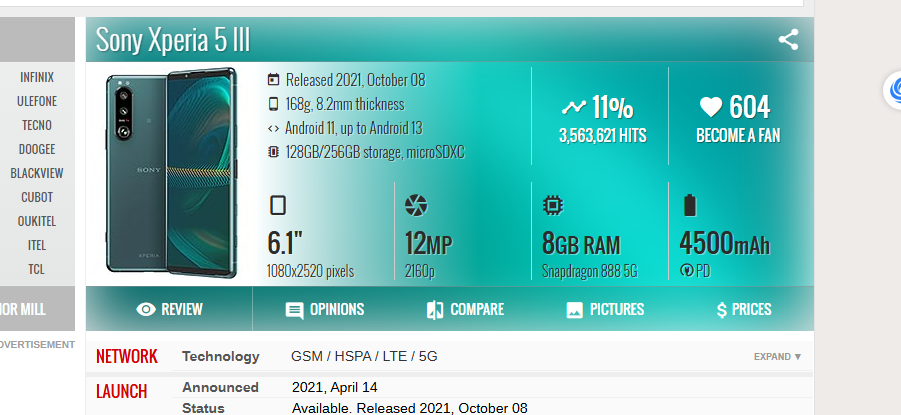 Sony Xperia 5 III
INFINIX
ULEFONE
TECNO
DOOGEE
BLACKVIEW
CUBOT
OUKITEL
ITEL
TCL
OR MILL
DVERTISEMENT
SONY
XPERIA
Released 2021, October 08
168g, 8.2mm thickness
Android 11, up to Android 13
128GB/256GB storage, microSDXC
11%
3,563,621 HITS
604
BECOME A FAN
6.1"
1080x2520 pixels
12MP
2160p
8GB RAM
Snapdragon 888 5G
4500mAh
PD
REVIEW
OPINIONS
COMPARE
PICTURES
PRICES
NETWORK Technology GSM / HSPA / LTE / 5G EXPAND ▼
LAUNCH Announced 2021, April 14
Status Available. Released 2021, October 08